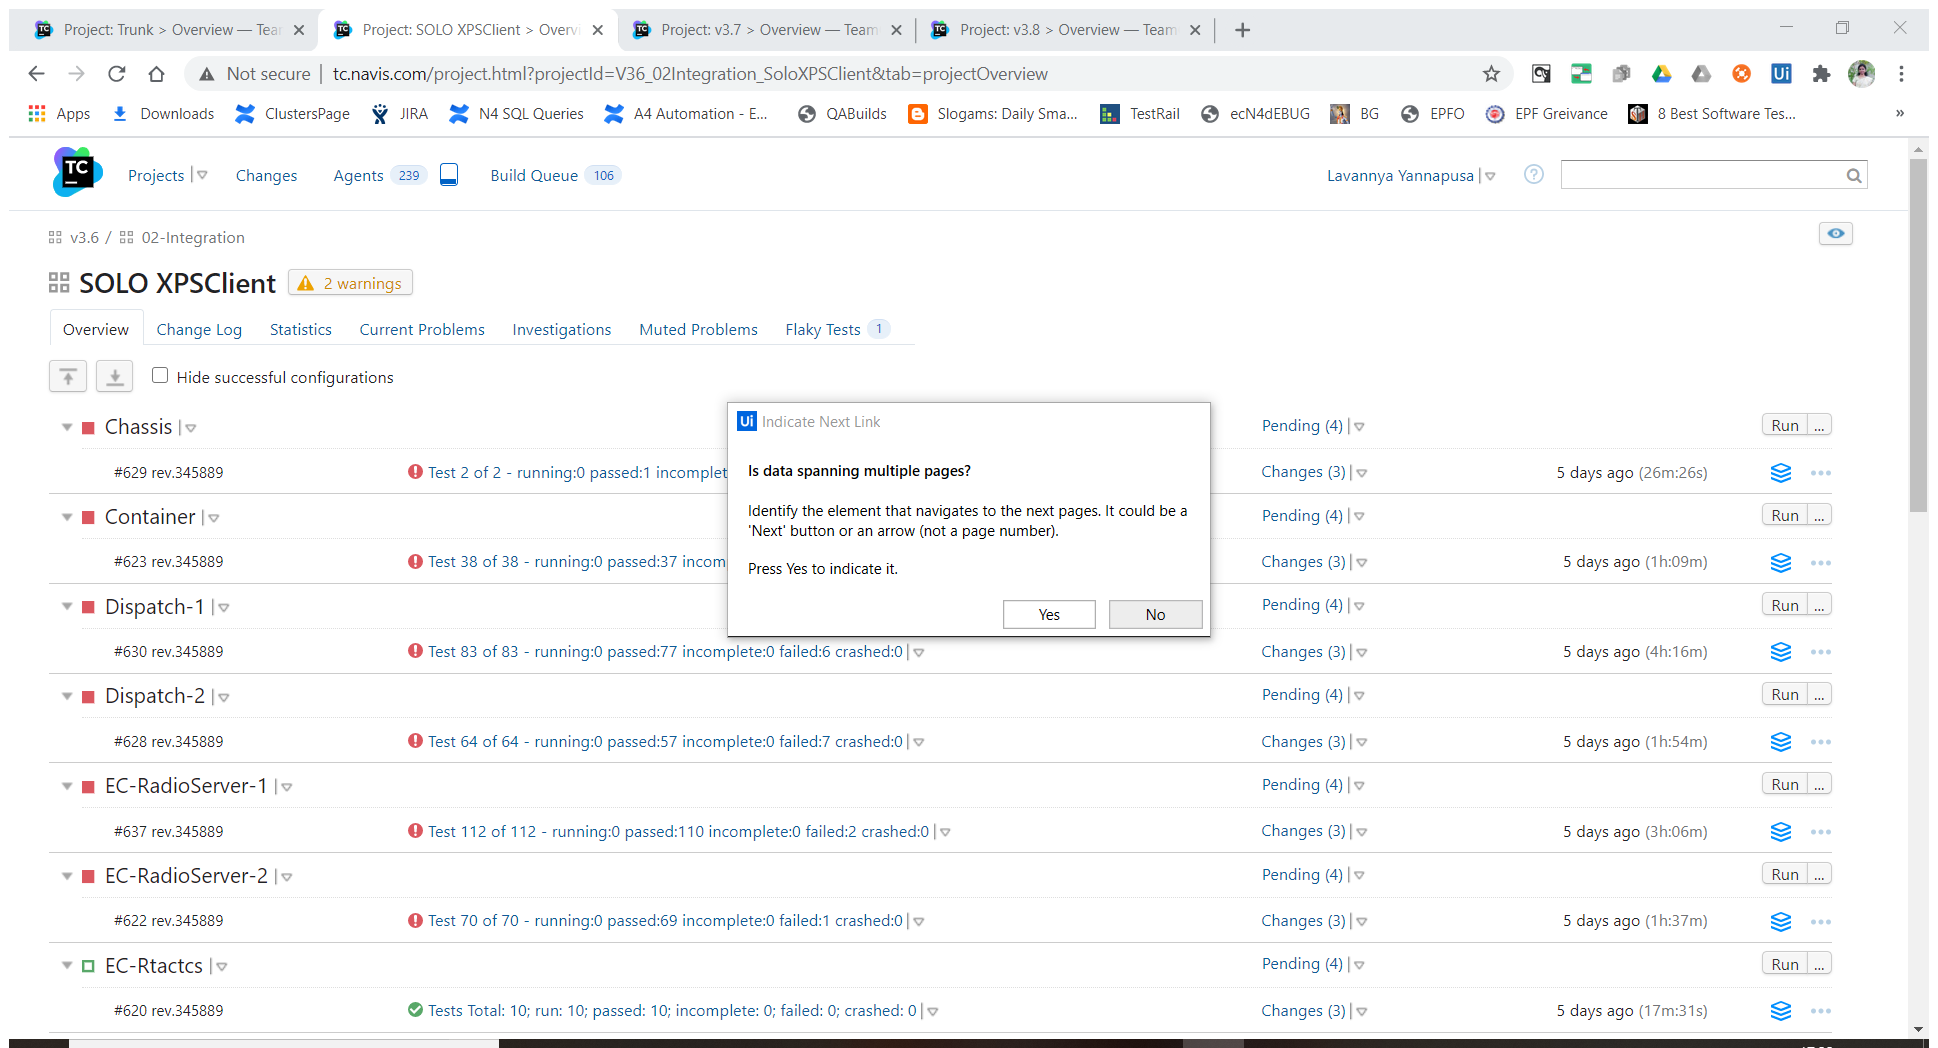 Project: Trunk > Overview — Tea
Project: SOLO XPSClient > Overv
Project: v3.7 > Overview — Team
Project: v3.8 > Overview — Team
Not secure | tc.navis.com/project.html?projectId=V36_02Integration_SoloXPSClient&tab=projectOverview
Apps Downloads ClustersPage JIRA N4 SQL Queries A4 Automation - E... QABuilds Slogams: Daily Sma... TestRail ecN4dEBUG BG EPFO EPF Greivance 8 Best Software Tes... »
TC Projects Changes Agents 239 Build Queue 106 Lavannya Yannapusa ?
v3.6 / 02-Integration
SOLO XPSClient 2 warnings
Overview Change Log Statistics Current Problems Investigations Muted Problems Flaky Tests 1
Hide successful configurations
Chassis Pending (4) Run ...
#629 rev.345889 Test 2 of 2 - running:0 passed:1 incomplet Changes (3) 5 days ago (26m:26s)
Container Pending (4) Run ...
#623 rev.345889 Test 38 of 38 - running:0 passed:37 incom Changes (3) 5 days ago (1h:09m)
Dispatch-1 Pending (4) Run ...
#630 rev.345889 Test 83 of 83 - running:0 passed:77 incomplete:0 failed:6 crashed:0 Changes (3) 5 days ago (4h:16m)
Dispatch-2 Pending (4) Run ...
#628 rev.345889 Test 64 of 64 - running:0 passed:57 incomplete:0 failed:7 crashed:0 Changes (3) 5 days ago (1h:54m)
EC-RadioServer-1 Pending (4) Run ...
#637 rev.345889 Test 112 of 112 - running:0 passed:110 incomplete:0 failed:2 crashed:0 Changes (3) 5 days ago (3h:06m)
EC-RadioServer-2 Pending (4) Run ...
#622 rev.345889 Test 70 of 70 - running:0 passed:69 incomplete:0 failed:1 crashed:0 Changes (3) 5 days ago (1h:37m)
EC-Rtactcs Pending (4) Run ...
#620 rev.345889 Tests Total: 10; run: 10; passed: 10; incomplete: 0; failed: 0; crashed: 0 Changes (3) 5 days ago (17m:31s)
Ui Indicate Next Link
Is data spanning multiple pages?
Identify the element that navigates to the next pages. It could be a
'Next' button or an arrow (not a page number).
Press Yes to indicate it.
Yes No